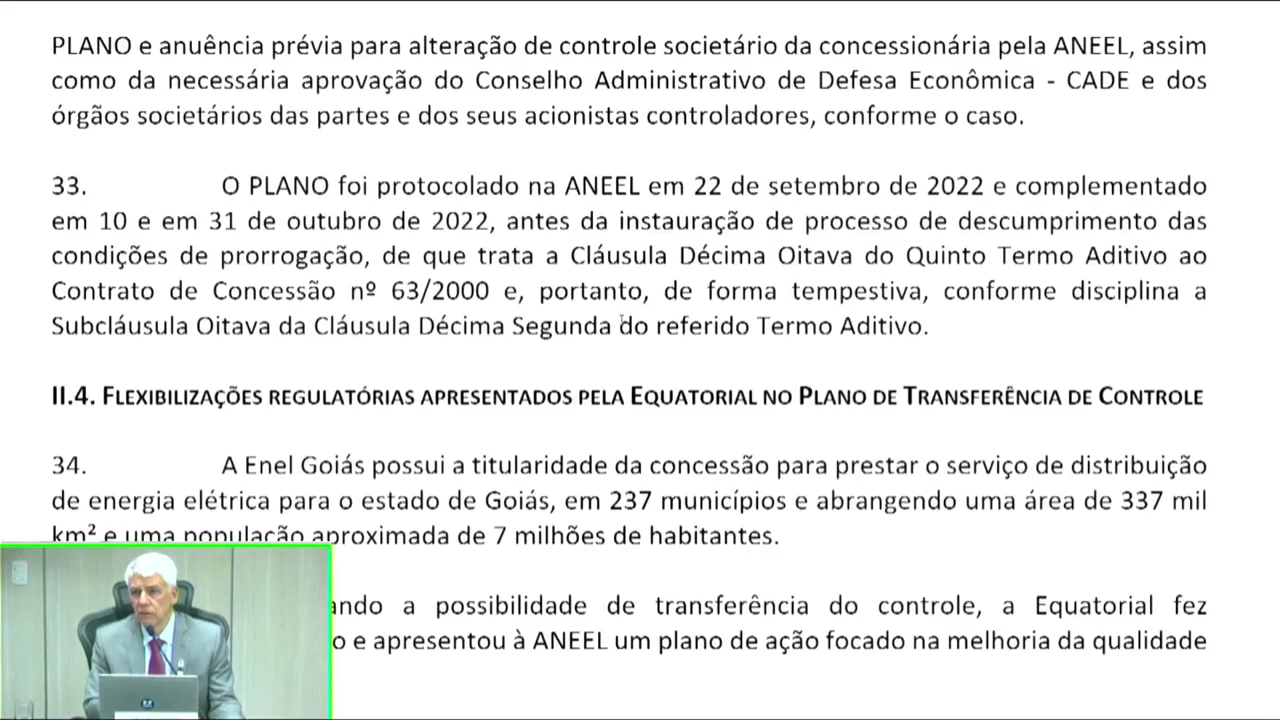 PLANO e anuência prévia para alteração de controle societário da concessionária pela ANEEL, assim
como da necessária aprovação do Conselho Administrativo de Defesa Econômica - CADE e dos
órgãos societários das partes e dos seus acionistas controladores, conforme o caso.
33. O PLANO foi protocolado na ANEEL em 22 de setembro de 2022 e complementado
em 10 e em 31 de outubro de 2022, antes da instauração de processo de descumprimento das
condições de prorrogação, de que trata a Cláusula Décima Oitava do Quinto Termo Aditivo ao
Contrato de Concessão nº 63/2000 e, portanto, de forma tempestiva, conforme disciplina a
Subcláusula Oitava da Cláusula Décima Segunda do referido Termo Aditivo.
II.4. FLEXIBILIZAÇÕES REGULATÓRIAS APRESENTADOS PELA EQUATORIAL NO PLANO DE TRANSFERÊNCIA DE CONTROLE
34. A Enel Goiás possui a titularidade da concessão para prestar o serviço de distribuição
de energia elétrica para o estado de Goiás, em 237 municípios e abrangendo uma área de 337 mil
km² e uma população aproximada de 7 milhões de habitantes.
ando a possibilidade de transferência do controle, a Equatorial fez
o e apresentou à ANEEL um plano de ação focado na melhoria da qualidade